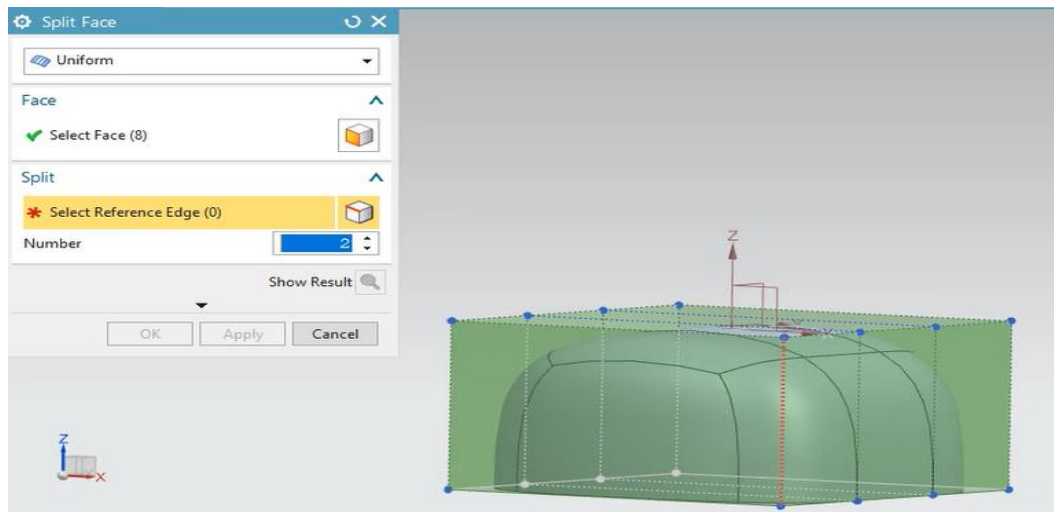 Split Face
Uniform
Face
Select Face (8)
Split
* Select Reference Edge (0)
Number 2
Show Result
OK Apply Cancel
Z
X
Z
X